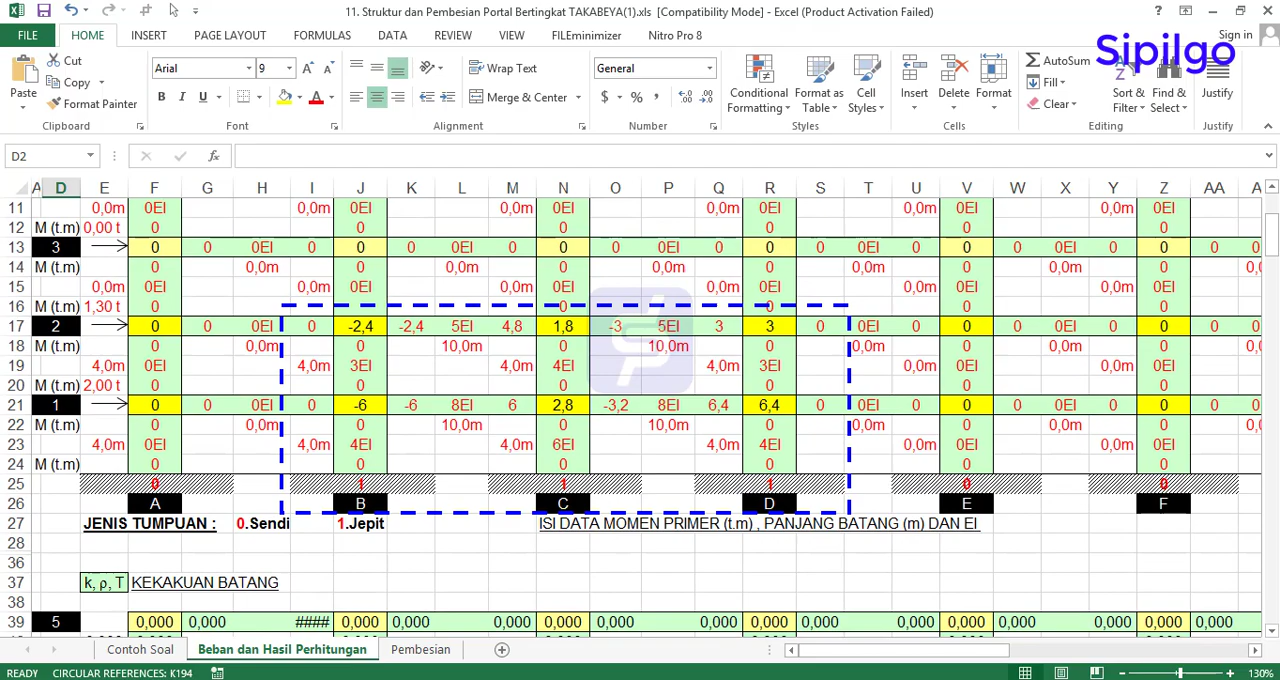 11. Struktur dan Pembesian Portal Bertingkat TAKABEYA(1).xls [Compatibility Mode] - Excel (Product Activation Failed)
FILE HOME INSERT PAGE LAYOUT FORMULAS DATA REVIEW VIEW FILEminimizer Nitro Pro 8 Sign in
Sipilgo
Cut
Copy
Format Painter
Paste
Clipboard
Arial 9
B I U
Font
Wrap Text
Merge & Center
Alignment
General
$ % ,
Number
Conditional Formatting
Format as Table
Cell Styles
Styles
Insert Delete Format
Cells
AutoSum
Fill
Clear
Sort & Filter
Find & Select
Editing
Justify
Justify
D2 fx
A D E F G H I J K L M N O P Q R S T U V W X Y Z AA A
11 0,0m 0EI 0,0m 0EI 0,0m 0EI 0,0m 0EI 0,0m 0EI 0,0m 0EI
12 M (t.m) 0,00 t 0 0 0 0 0 0
13 3 0 0 0EI 0 0 0 0EI 0 0 0 0EI 0 0 0 0EI 0 0 0 0EI 0 0 0
14 M (t.m) 0 0,0m 0 0,0m 0 0,0m 0 0,0m 0 0,0m 0 0,
15 0,0m 0EI 0,0m 0EI 0,0m 0EI 0,0m 0EI 0,0m 0EI 0,0m 0EI
16 M (t.m) 1,30 t 0 0 0 0 0 0
17 2 0 0 0EI 0 -2,4 -2,4 5EI 4,8 1,8 -3 5EI 3 3 0 0EI 0 0 0 0EI 0 0 0
18 M (t.m) 0 0,0m 0 10,0m 0 10,0m 0 0,0m 0 0,0m 0 0,
19 4,0m 0EI 4,0m 3EI 4,0m 4EI 4,0m 3EI 0,0m 0EI 0,0m 0EI
20 M (t.m) 2,00 t 0 0 0 0 0 0
21 1 0 0 0EI 0 -6 -6 8EI 6 2,8 -3,2 8EI 6,4 6,4 0 0EI 0 0 0 0EI 0 0 0
22 M (t.m) 0 0,0m 0 10,0m 0 10,0m 0 0,0m 0 0,0m 0 0,
23 4,0m 0EI 4,0m 4EI 4,0m 6EI 4,0m 4EI 0,0m 0EI 0,0m 0EI
24 M (t.m) 0 0 0 0 0 0
25 0 1 1 1 0 0
26 A B C D E F
27 JENIS TUMPUAN : 0.Sendi 1.Jepit ISI DATA MOMEN PRIMER (t.m) , PANJANG BATANG (m) DAN EI
28
36
37 k, ρ, T KEKAKUAN BATANG
38
39 5 0,000 0,000 #### 0,000 0,000 0,000 0,000 0,000 0,000 0,000 0,000 0,000 0,000 0,000 0,000 0,000 0,000
Contoh Soal Beban dan Hasil Perhitungan Pembesian
READY CIRCULAR REFERENCES: K194 130%